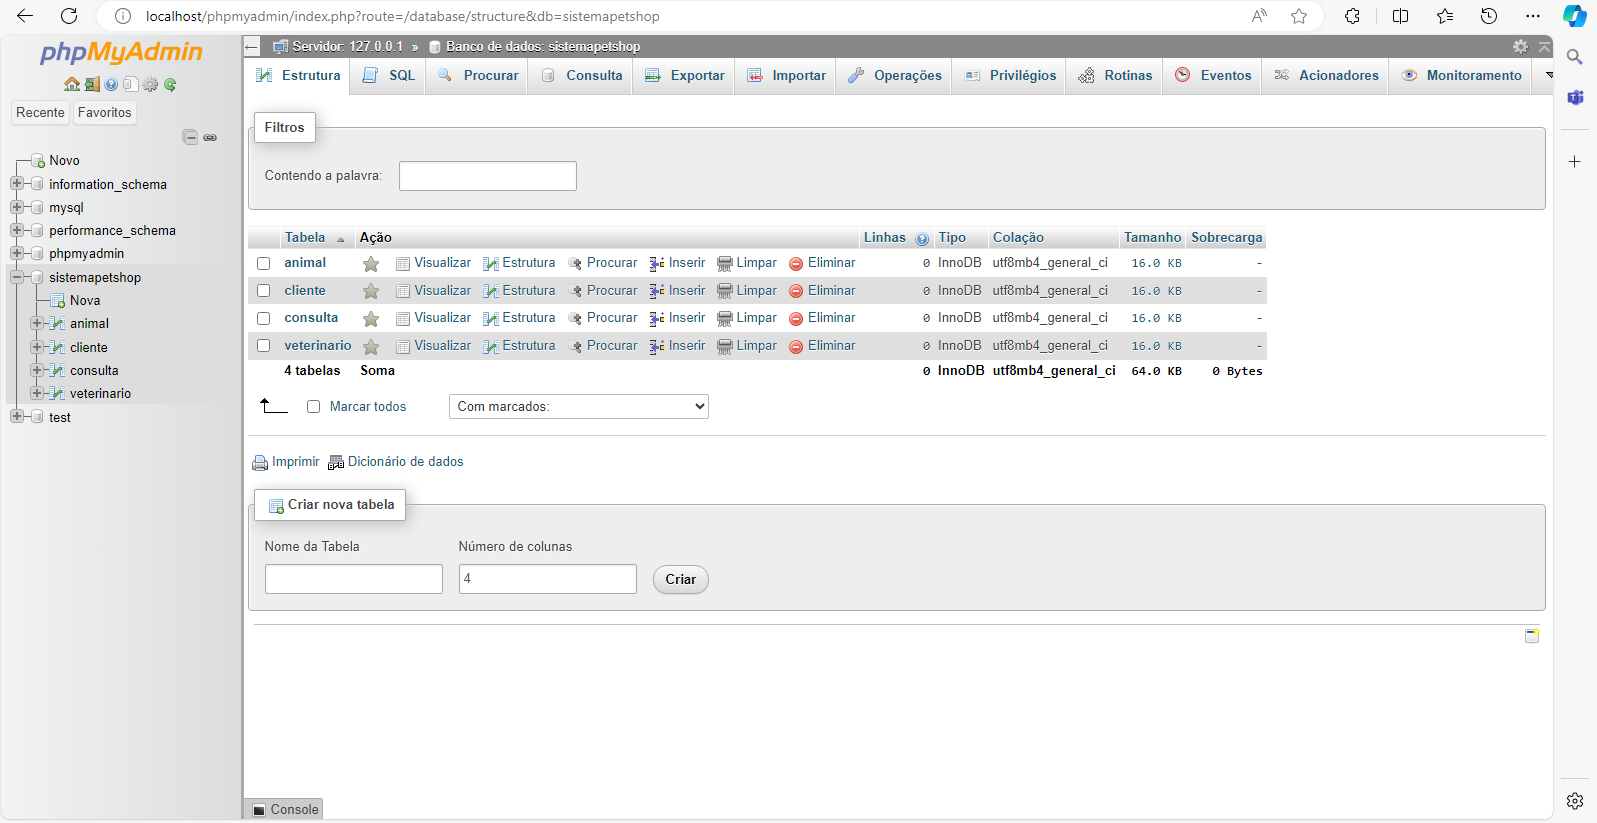 localhost/phpmyadmin/index.php?route=/database/structure&db=sistemapetshop
phpMyAdmin
Recente Favoritos
Novo
information_schema
mysql
performance_schema
phpmyadmin
sistemapetshop
Nova
animal
cliente
consulta
veterinario
test
Servidor: 127.0.0.1 » Banco de dados: sistemapetshop
Estrutura SQL Procurar Consulta Exportar Importar Operações Privilégios Rotinas Eventos Acionadores Monitoramento
Filtros
Contendo a palavra:
Tabela Ação Linhas Tipo Colação Tamanho Sobrecarga
animal Visualizar Estrutura Procurar Inserir Limpar Eliminar 0 InnoDB utf8mb4_general_ci 16.0 KB -
cliente Visualizar Estrutura Procurar Inserir Limpar Eliminar 0 InnoDB utf8mb4_general_ci 16.0 KB -
consulta Visualizar Estrutura Procurar Inserir Limpar Eliminar 0 InnoDB utf8mb4_general_ci 16.0 KB -
veterinario Visualizar Estrutura Procurar Inserir Limpar Eliminar 0 InnoDB utf8mb4_general_ci 16.0 KB -
4 tabelas Soma 0 InnoDB utf8mb4_general_ci 64.0 KB 0 Bytes
Marcar todos Com marcados:
Imprimir Dicionário de dados
Criar nova tabela
Nome da Tabela Número de colunas
4 Criar
Console